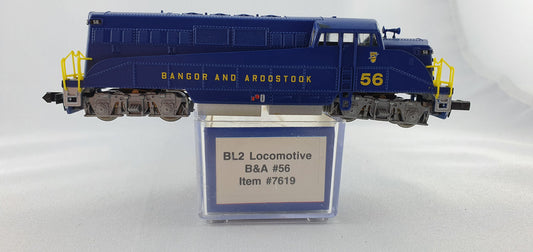 56
BANGOR AND AROOSTOOK
56
BL2 Locomotive
B&A #56
Item #7619